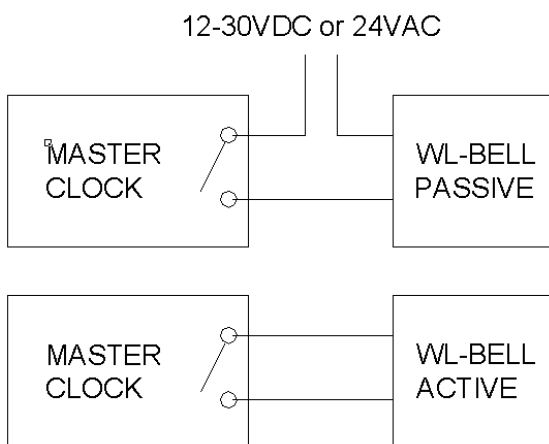 12-30VDC or 24VAC
MASTER
CLOCK
WL-BELL
PASSIVE
MASTER
CLOCK
WL-BELL
ACTIVE